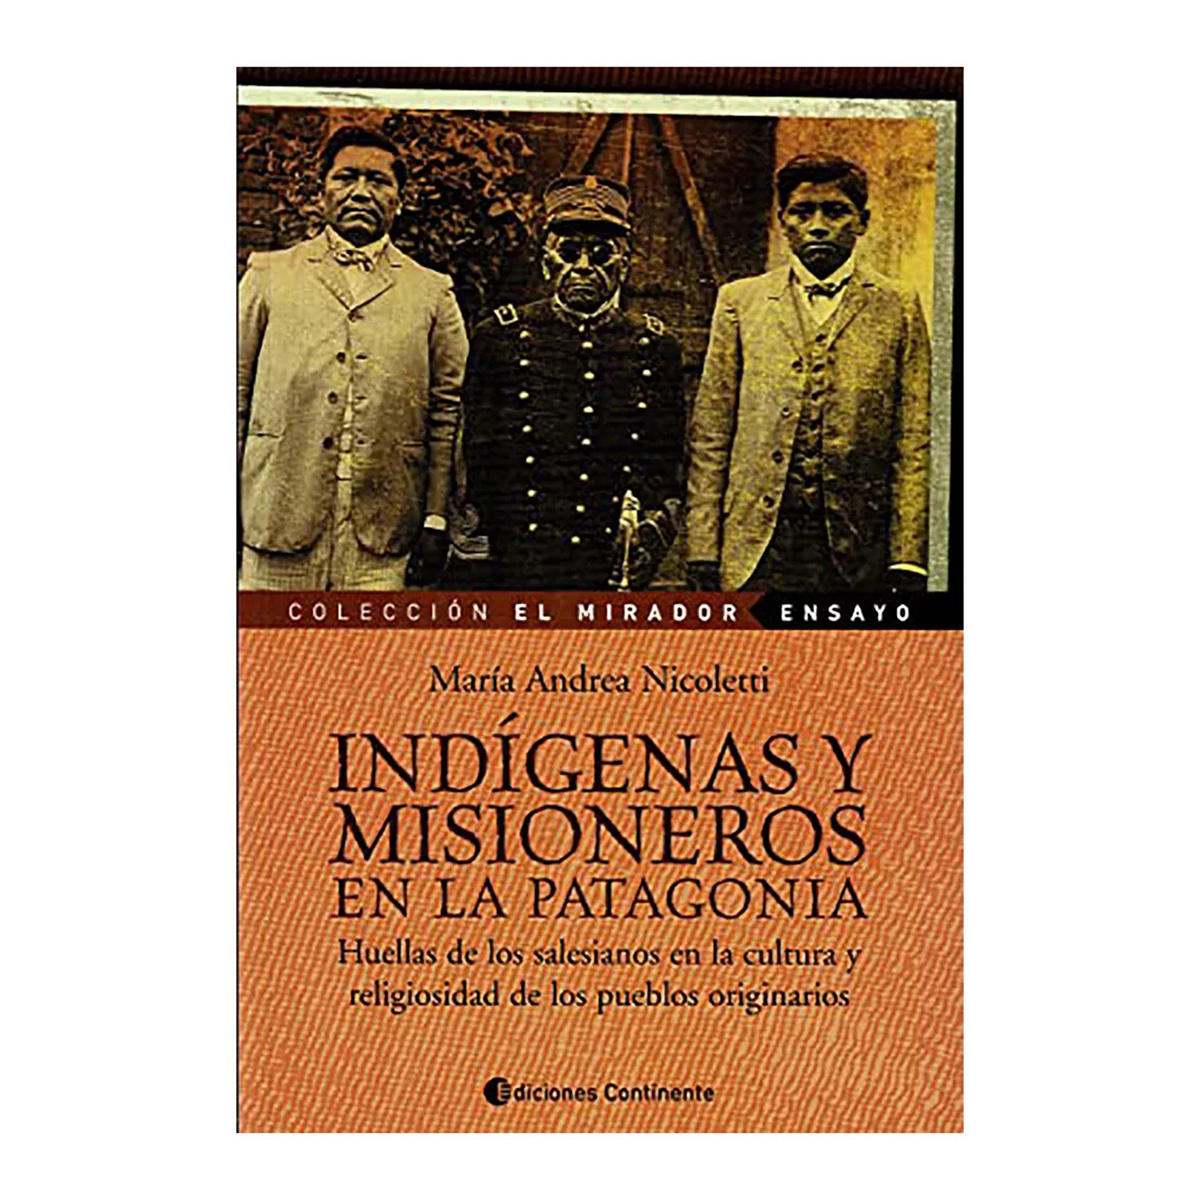 COLECCIÓN EL MIRADOR ENSAYO
María Andrea Nicoletti
INDÍGENAS Y
MISIONEROS
EN LA PATAGONIA
Huellas de los salesianos en la cultura y
religiosidad de los pueblos originarios
Ediciones Continente